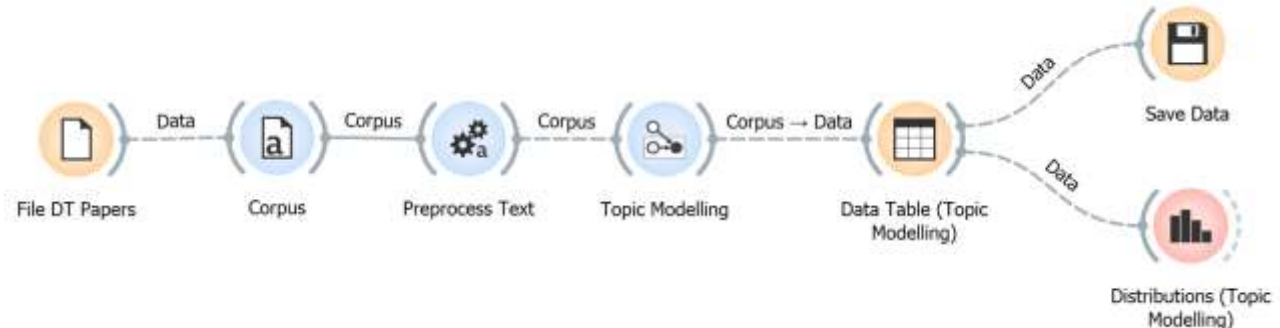 Data
Save Data
Data
Corpus
Corpus
Corpus → Data
a
a
File DT Papers
Corpus
Preprocess Text
Topic Modelling
Data Table (Topic
Modelling)
Data
Distributions (Topic
Modelling)